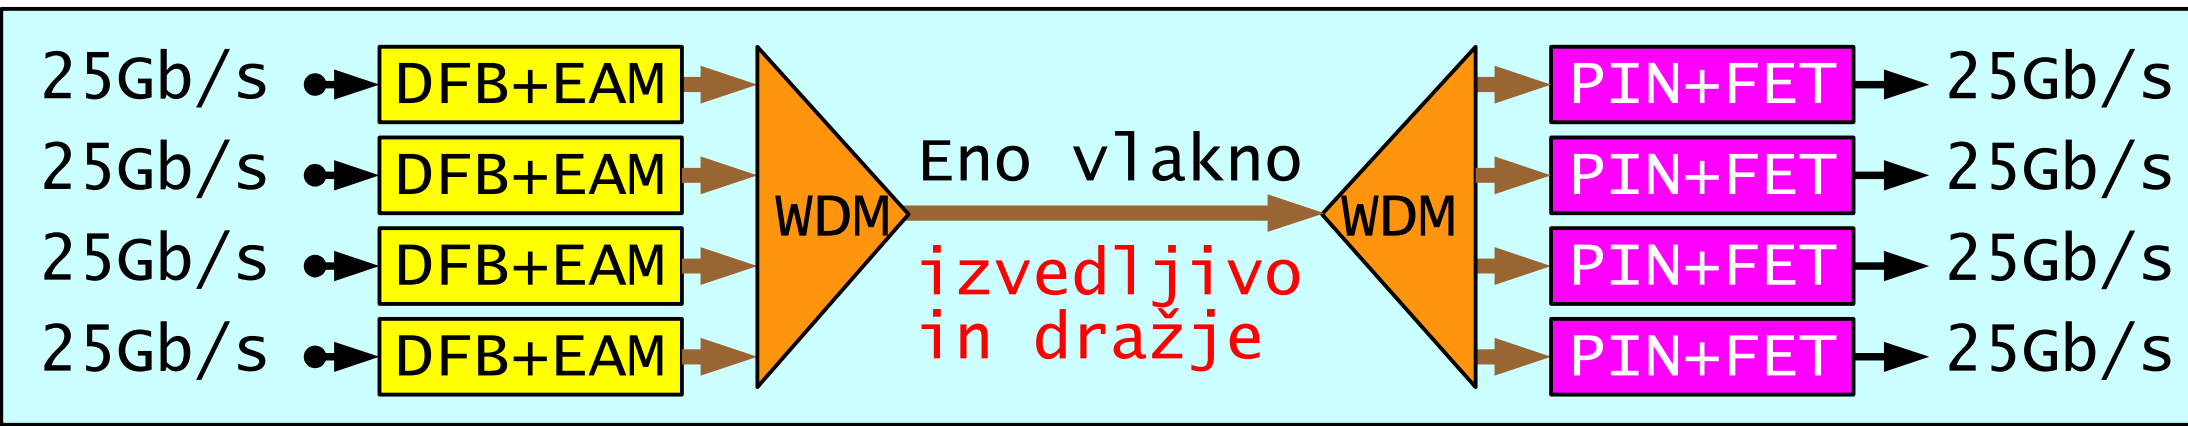 25Gb/s DFB+EAM PIN+FET 25Gb/s
25Gb/s DFB+EAM Eno vlakno PIN+FET 25Gb/s
WDM WDM
25Gb/s DFB+EAM izvedljivo PIN+FET 25Gb/s
in dražje
25Gb/s DFB+EAM PIN+FET 25Gb/s